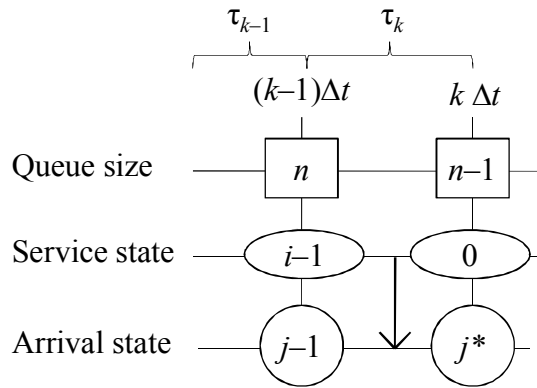 τk–1 τk
(k–1)Δt k Δt
Queue size n n–1
Service state i–1 0
Arrival state j–1 j*